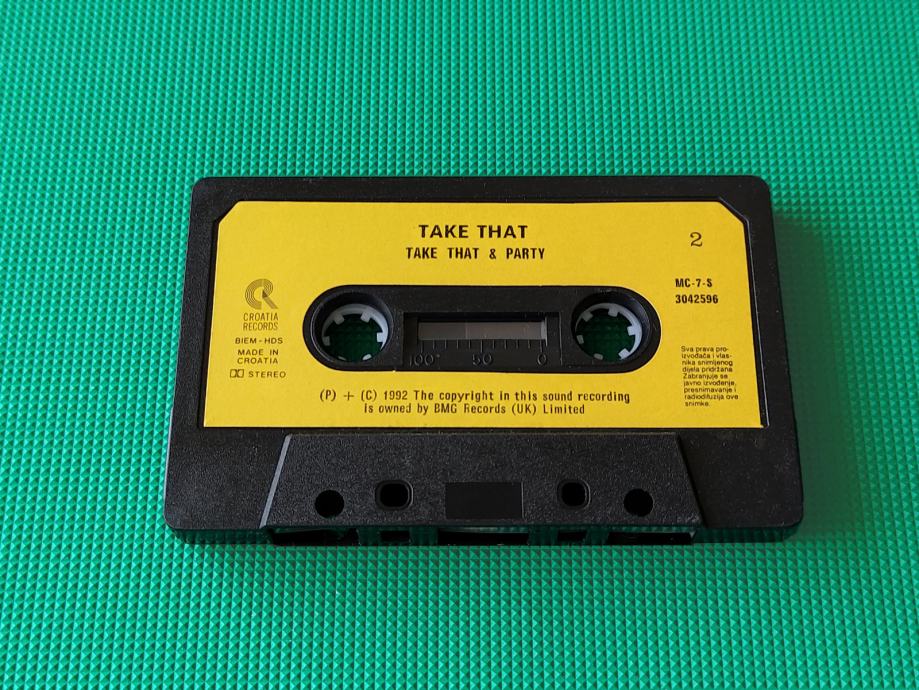 TAKE THAT
TAKE THAT & PARTY
2
MC-7-S
3042596
CROATIA
RECORDS
BIEM-HDS
MADE IN
CROATIA
STEREO
100 50 0
Sva prava pro-
izvođača i vlas-
nika snimljenog
dijela pridržana
Zabranjuje se
javno izvođenje,
presnimavanje i
radiodifuzija ove
snimke.
(P) + (C) 1992 The copyright in this sound recording
is owned by BMG Records (UK) Limited